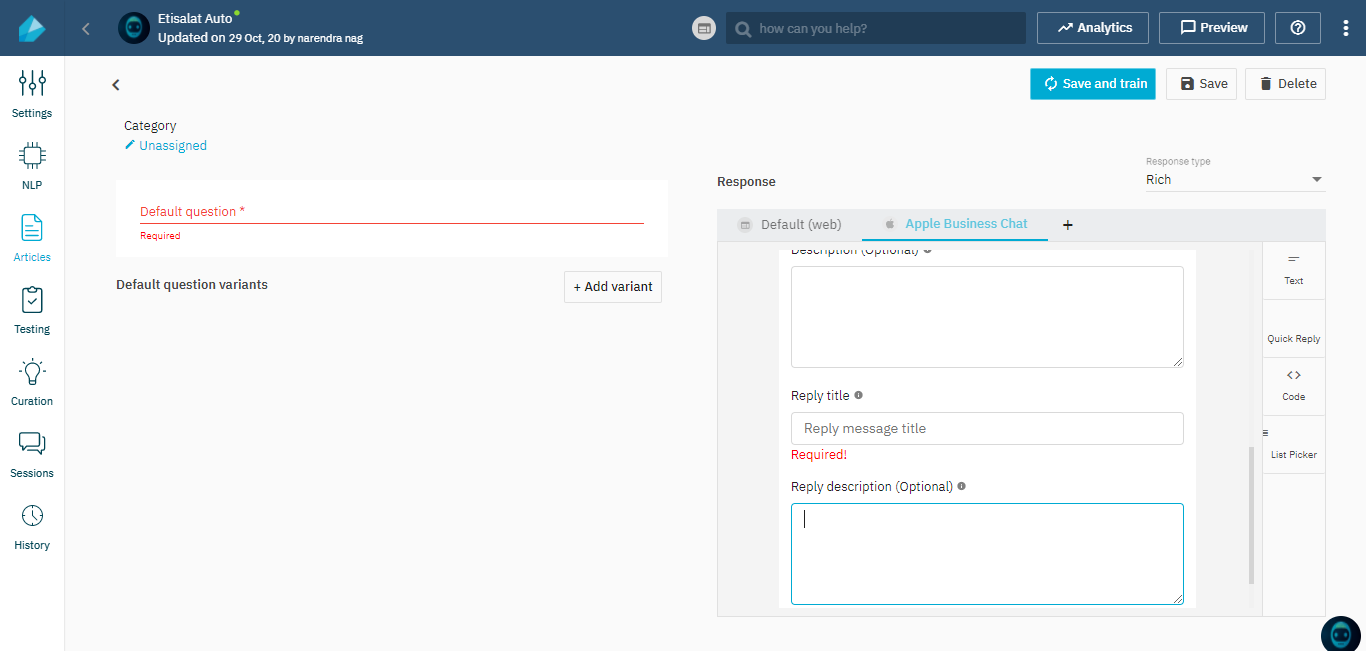 Etisalat Auto
Updated on 29 Oct, 20 by narendra nag
how can you help?
Analytics
Preview
Settings
NLP
Articles
Testing
Curation
Sessions
History
Save and train
Save
Delete
Category
Unassigned
Default question *
Required
Default question variants
+ Add variant
Response
Response type
Rich
Default (web)
Apple Business Chat
+
Description (Optional)
Reply title
Reply message title
Required!
Reply description (Optional)
Text
Quick Reply
Code
List Picker